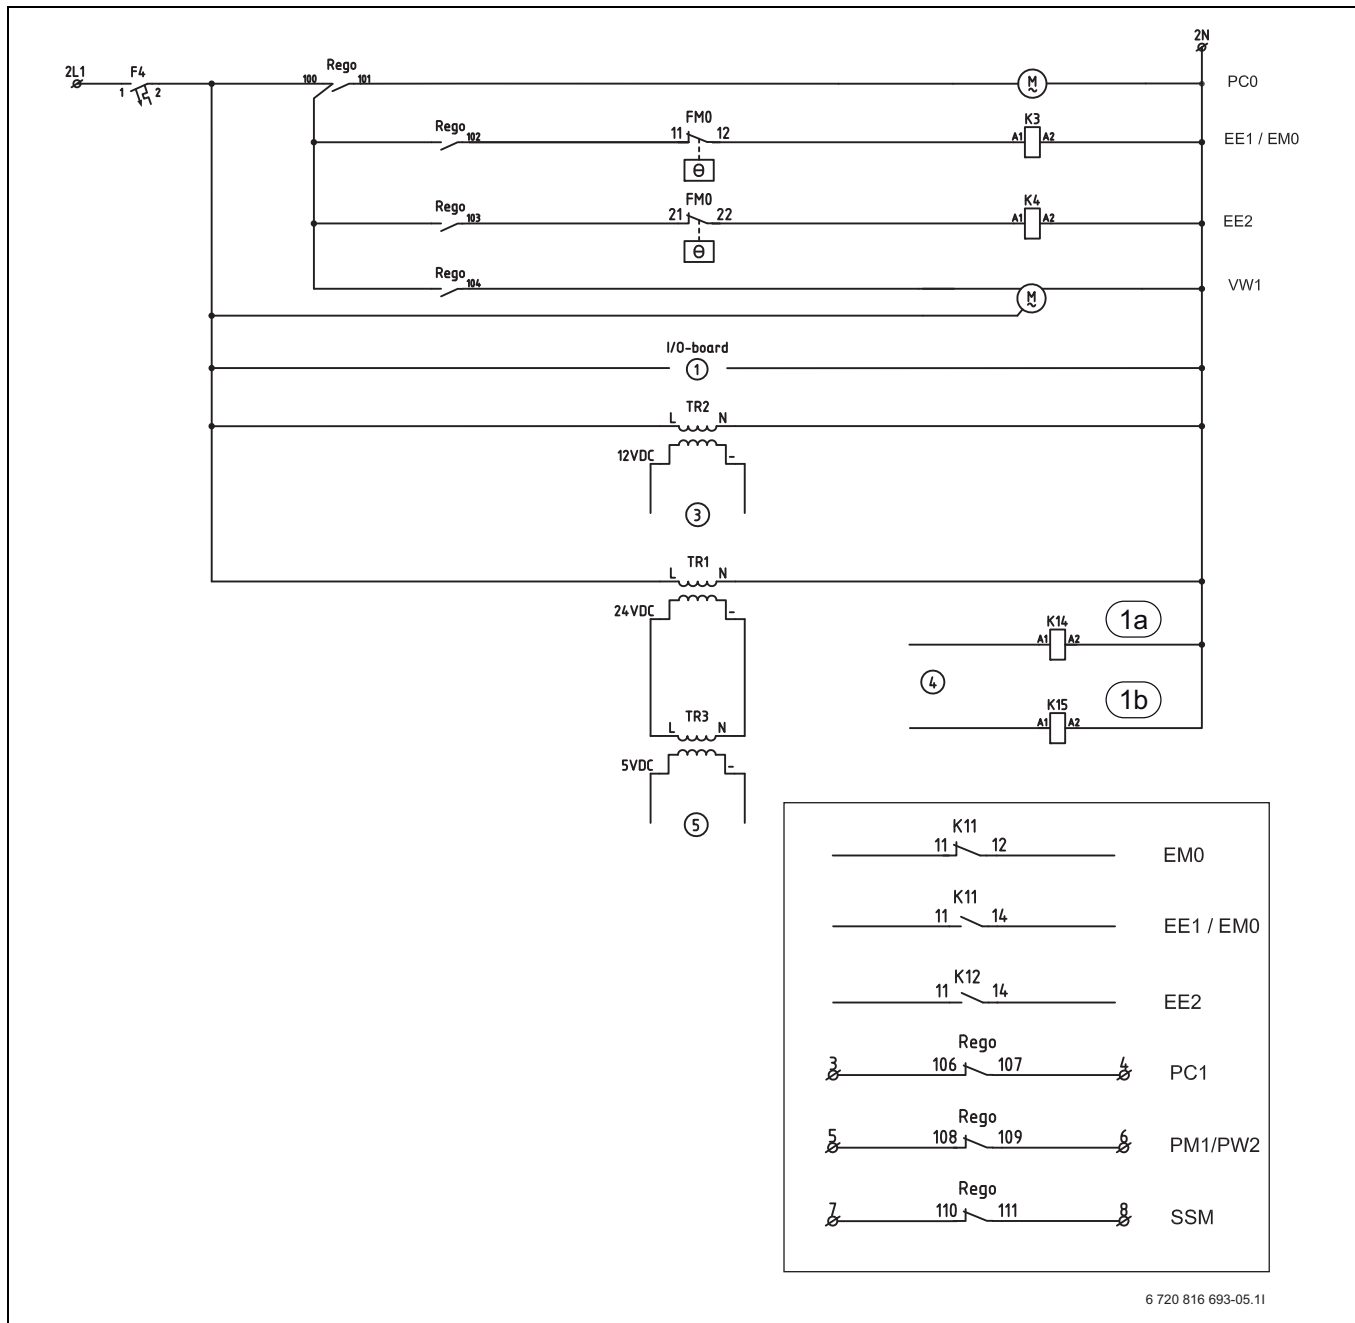 2N
2L1
F4
1 2
Rego
100 101
M
~
PC0
Rego
102
FM0
11 12
Θ
K3
A1 A2
EE1 / EM0
Rego
103
FM0
21 22
Θ
K4
A1 A2
EE2
Rego
104
M
~
VW1
I/O-board
1
TR2
L N
12VDC -
3
TR1
L N
24VDC -
K14
A1 A2
1a
4
K15
A1 A2
1b
TR3
L N
5VDC -
5
K11
11 12
EM0
K11
11 14
EE1 / EM0
K12
11 14
EE2
Rego
3 106 107 4
PC1
Rego
5 108 109 6
PM1/PW2
Rego
7 110 111 8
SSM
6 720 816 693-05.1I